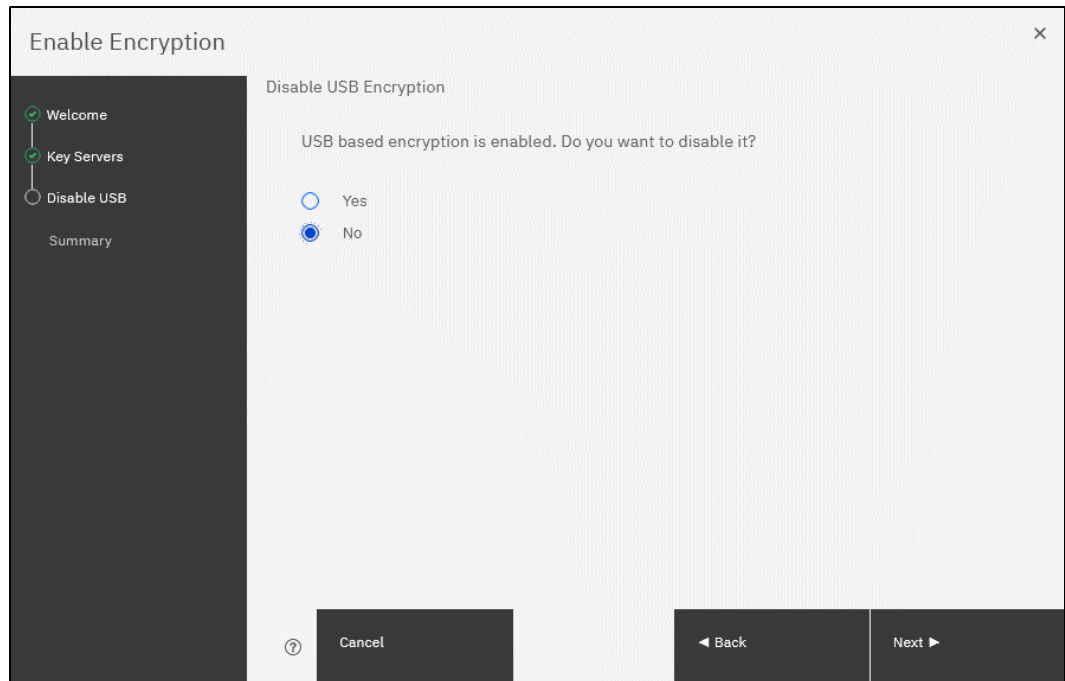 Enable Encryption
Welcome
Key Servers
Disable USB
Summary
Disable USB Encryption
USB based encryption is enabled. Do you want to disable it?
Yes
No
Cancel
Back
Next